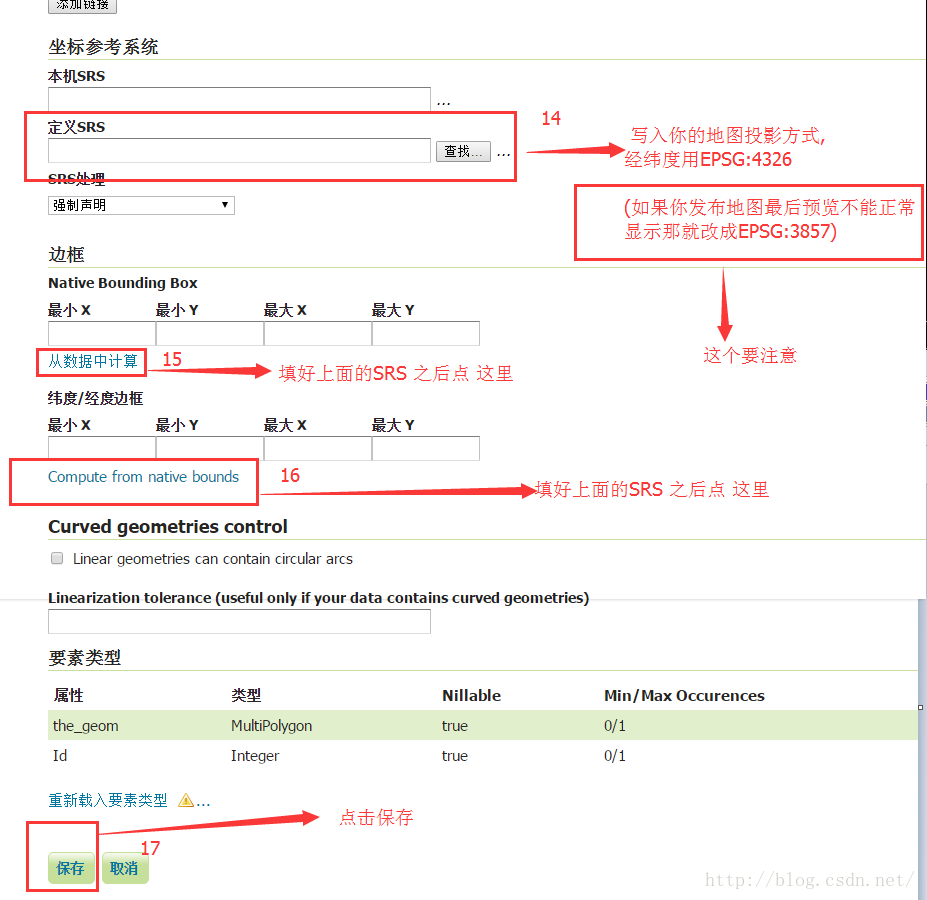 添加链接
坐标参考系统
本机SRS
...
定义SRS
查找...
...
14
写入你的地图投影方式,
经纬度用EPSG:4326
SRS处理
强制声明
(如果你发布地图最后预览不能正常
显示那就改成EPSG:3857)
这个要注意
边框
Native Bounding Box
最小 X 最小 Y 最大 X 最大 Y
从数据中计算
15
填好上面的SRS 之后点 这里
纬度/经度边框
最小 X 最小 Y 最大 X 最大 Y
Compute from native bounds
16
填好上面的SRS 之后点 这里
Curved geometries control
Linear geometries can contain circular arcs
Linearization tolerance (useful only if your data contains curved geometries)
要素类型
属性 类型 Nillable Min/Max Occurences
the_geom MultiPolygon true 0/1
Id Integer true 0/1
重新载入要素类型 ...
点击保存
17
保存 取消
http://blog.csdn.net/